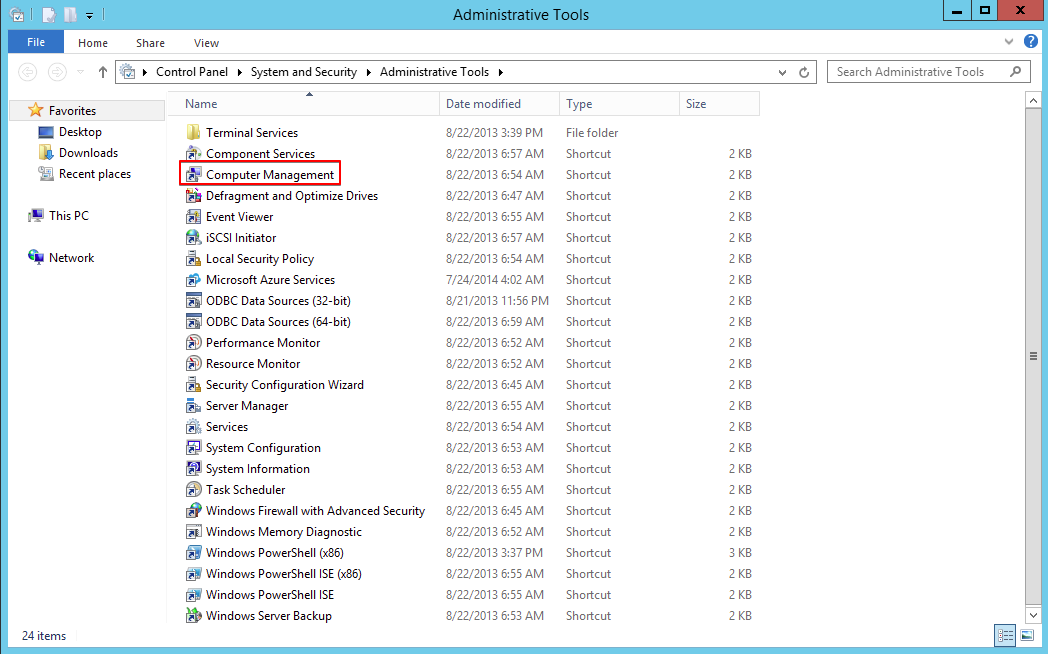 Administrative Tools
File Home Share View
Control Panel System and Security Administrative Tools Search Administrative Tools
Favorites
Desktop
Downloads
Recent places
This PC
Network
Name Date modified Type Size
Terminal Services 8/22/2013 3:39 PM File folder
Component Services 8/22/2013 6:57 AM Shortcut 2 KB
Computer Management 8/22/2013 6:54 AM Shortcut 2 KB
Defragment and Optimize Drives 8/22/2013 6:47 AM Shortcut 2 KB
Event Viewer 8/22/2013 6:55 AM Shortcut 2 KB
iSCSI Initiator 8/22/2013 6:57 AM Shortcut 2 KB
Local Security Policy 8/22/2013 6:54 AM Shortcut 2 KB
Microsoft Azure Services 7/24/2014 4:02 AM Shortcut 2 KB
ODBC Data Sources (32-bit) 8/21/2013 11:56 PM Shortcut 2 KB
ODBC Data Sources (64-bit) 8/22/2013 6:59 AM Shortcut 2 KB
Performance Monitor 8/22/2013 6:52 AM Shortcut 2 KB
Resource Monitor 8/22/2013 6:52 AM Shortcut 2 KB
Security Configuration Wizard 8/22/2013 6:45 AM Shortcut 2 KB
Server Manager 8/22/2013 6:55 AM Shortcut 2 KB
Services 8/22/2013 6:54 AM Shortcut 2 KB
System Configuration 8/22/2013 6:53 AM Shortcut 2 KB
System Information 8/22/2013 6:53 AM Shortcut 2 KB
Task Scheduler 8/22/2013 6:55 AM Shortcut 2 KB
Windows Firewall with Advanced Security 8/22/2013 6:45 AM Shortcut 2 KB
Windows Memory Diagnostic 8/22/2013 6:52 AM Shortcut 2 KB
Windows PowerShell (x86) 8/22/2013 3:37 PM Shortcut 3 KB
Windows PowerShell ISE (x86) 8/22/2013 6:55 AM Shortcut 2 KB
Windows PowerShell ISE 8/22/2013 6:55 AM Shortcut 2 KB
Windows Server Backup 8/22/2013 6:53 AM Shortcut 2 KB
24 items